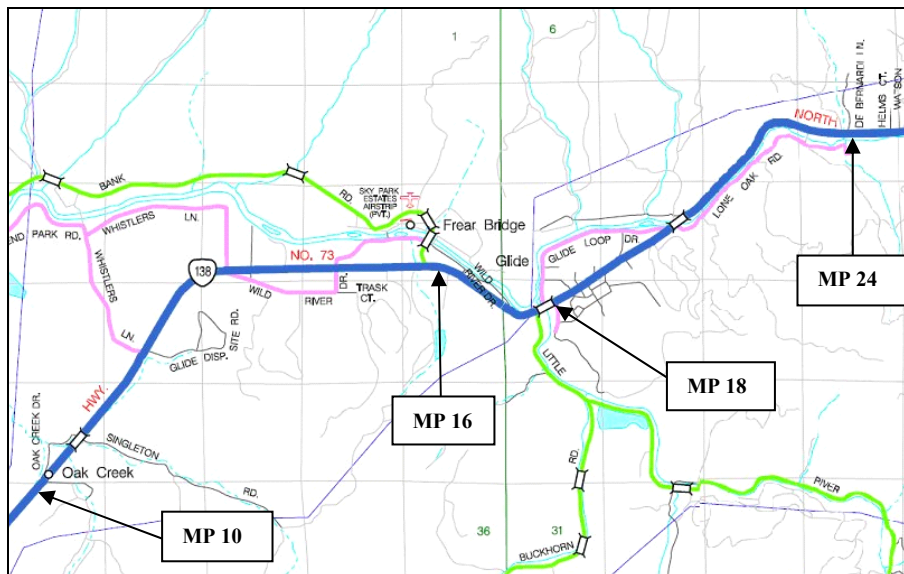 1
6
NORTH
DE BERNARDI LN.
HELMS CT.
WATSON
BANK
RD.
SKY PARK
ESTATES
AIRSTRIP
(PVT.)
Frear Bridge
LONE OAK RD.
WHISTLERS
LN.
END PARK RD.
NO. 73
Glide
GLIDE LOOP DR
WILD
RIVER DR.
MP 24
138
WHISTLERS
LN.
WILD
RIVER
DR.
TRASK
CT.
SITE RD.
GLIDE DISP.
LITTLE
MP 18
HWY.
MP 16
OAK CREEK DR.
SINGLETON
RD.
Oak Creek
RD.
RIVER
MP 10
36
31
BUCKHORN